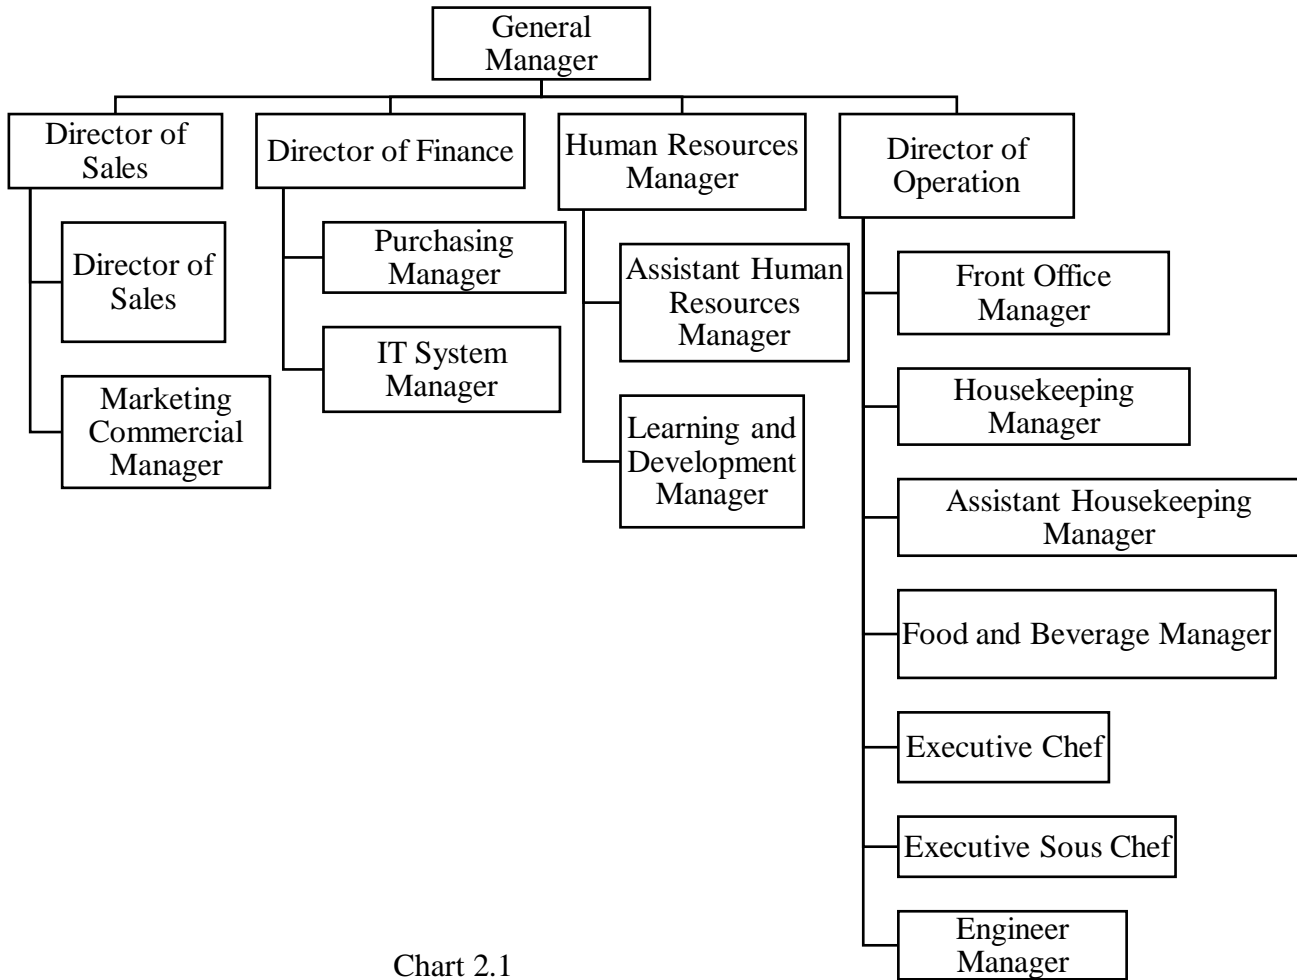 General
Manager
Director of
Sales
Director of
Sales
Marketing
Commercial
Manager
Director of Finance
Purchasing
Manager
IT System
Manager
Human Resources
Manager
Assistant Human
Resources
Manager
Learning and
Development
Manager
Director of
Operation
Front Office
Manager
Housekeeping
Manager
Assistant Housekeeping
Manager
Food and Beverage Manager
Executive Chef
Executive Sous Chef
Engineer
Manager
Chart 2.1